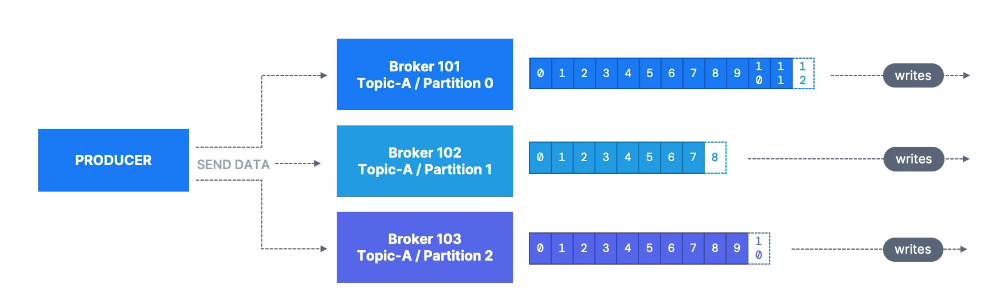 Broker 101
Topic-A / Partition 0
0 1 2 3 4 5 6 7 8 9 10 11 12
writes
PRODUCER
SEND DATA
Broker 102
Topic-A / Partition 1
0 1 2 3 4 5 6 7 8
writes
Broker 103
Topic-A / Partition 2
0 1 2 3 4 5 6 7 8 9 10
writes